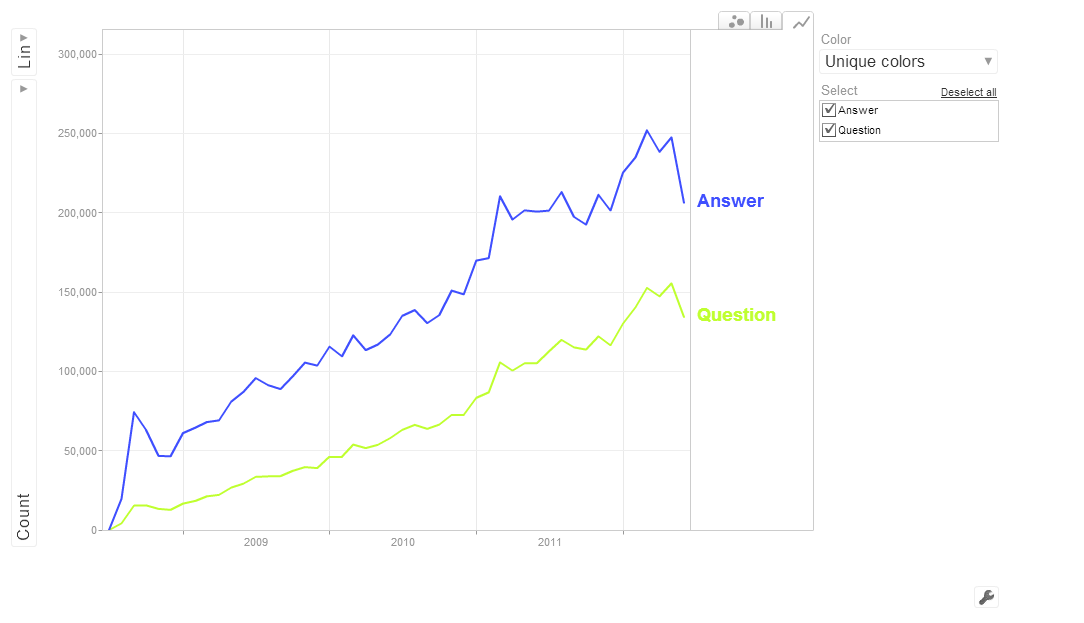 Lin
Count
300,000
250,000
200,000
150,000
100,000
50,000
0
2009
2010
2011
Answer
Question
Color
Unique colors
Select
Deselect all
Answer
Question